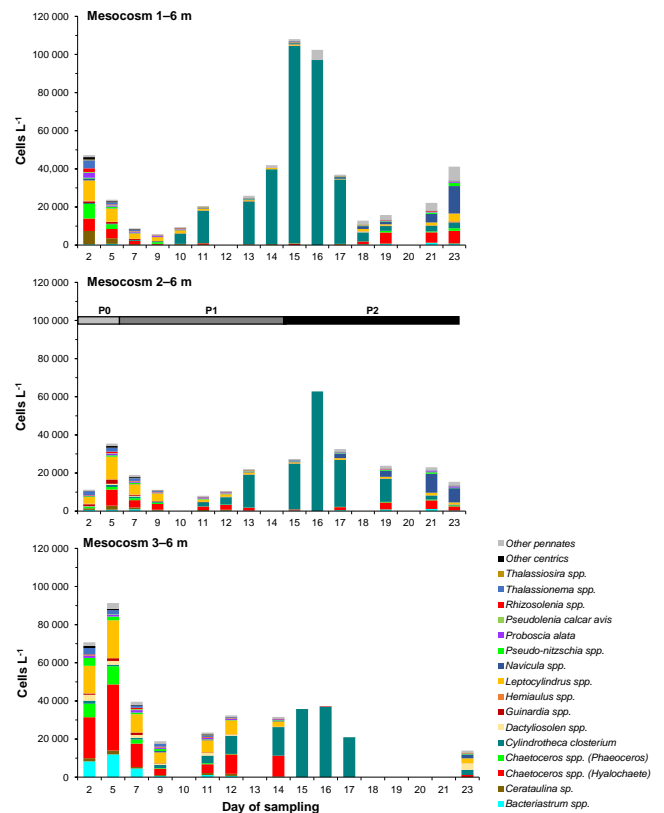 Mesocosm 1–6 m
120 000
100 000
80 000
60 000
40 000
20 000
0
Cells L-1
2 5 7 9 10 11 13 14 15 16 17 18 19 20 21 23
Mesocosm 2–6 m
120 000
100 000
80 000
60 000
40 000
20 000
0
Cells L-1
P0 P1 P2
2 5 7 9 10 11 12 13 15 16 17 18 19 20 21 23
Mesocosm 3–6 m
120 000
100 000
80 000
60 000
40 000
20 000
0
Cells L-1
2 5 7 9 10 11 12 13 14 15 16 17 18 19 20 21 23
Day of sampling
Other pennates
Other centrics
Thalassiosira spp.
Thalassionema spp.
Rhizosolenia spp.
Pseudolenia calcar avis
Proboscia alata
Pseudo-nitzschia spp.
Navicula spp.
Leptocylindrus spp.
Hemiaulus spp.
Guinardia spp.
Dactyliosolen spp.
Cylindrotheca closterium
Chaetoceros spp. (Phaeoceros)
Chaetoceros spp. (Hyalochaete)
Cerataulina sp.
Bacteriastrum spp.